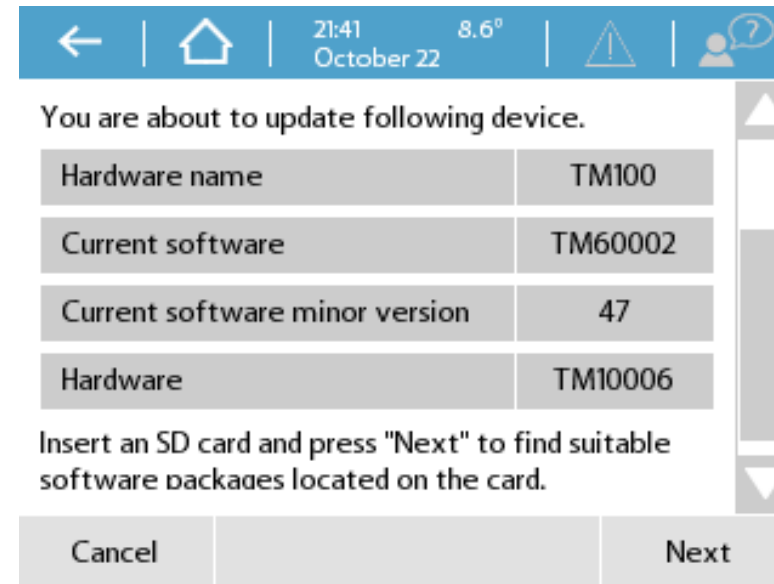 21:41 8.6°
October 22
?
You are about to update following device.
Hardware name TM100
Current software TM60002
Current software minor version 47
Hardware TM10006
Insert an SD card and press "Next" to find suitable
software packages located on the card.
Cancel Next